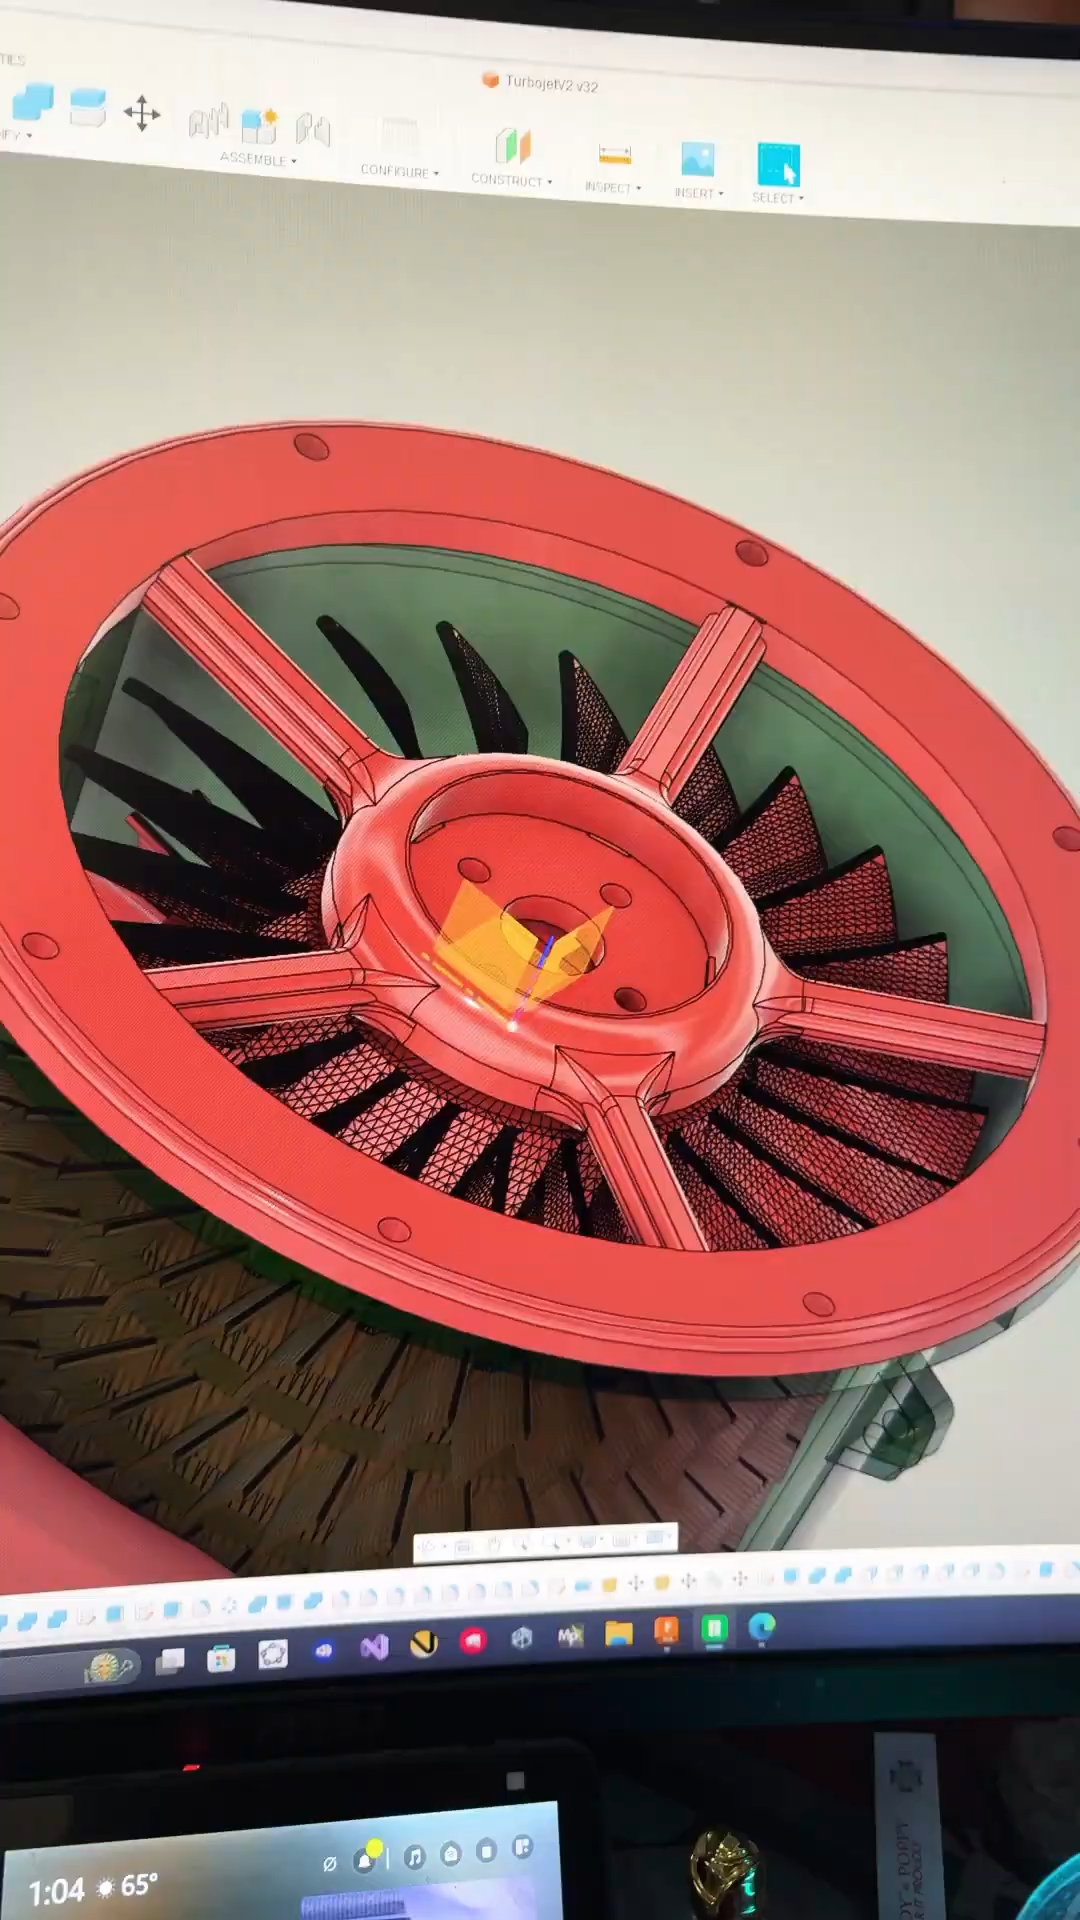 TurbojetV2 v32
ASSEMBLE
CONFIGURE
CONSTRUCT
INSPECT
INSERT
SELECT
1:04 65°